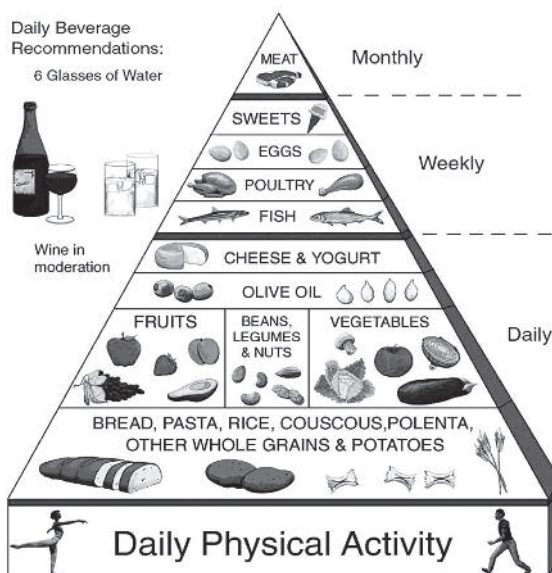 Daily Beverage
Recommendations:
6 Glasses of Water
Wine in
moderation
MEAT
Monthly
SWEETS
EGGS
Weekly
POULTRY
FISH
CHEESE & YOGURT
OLIVE OIL
FRUITS
BEANS,
LEGUMES
& NUTS
VEGETABLES
Daily
BREAD, PASTA, RICE, COUSCOUS,POLENTA,
OTHER WHOLE GRAINS & POTATOES
Daily Physical Activity